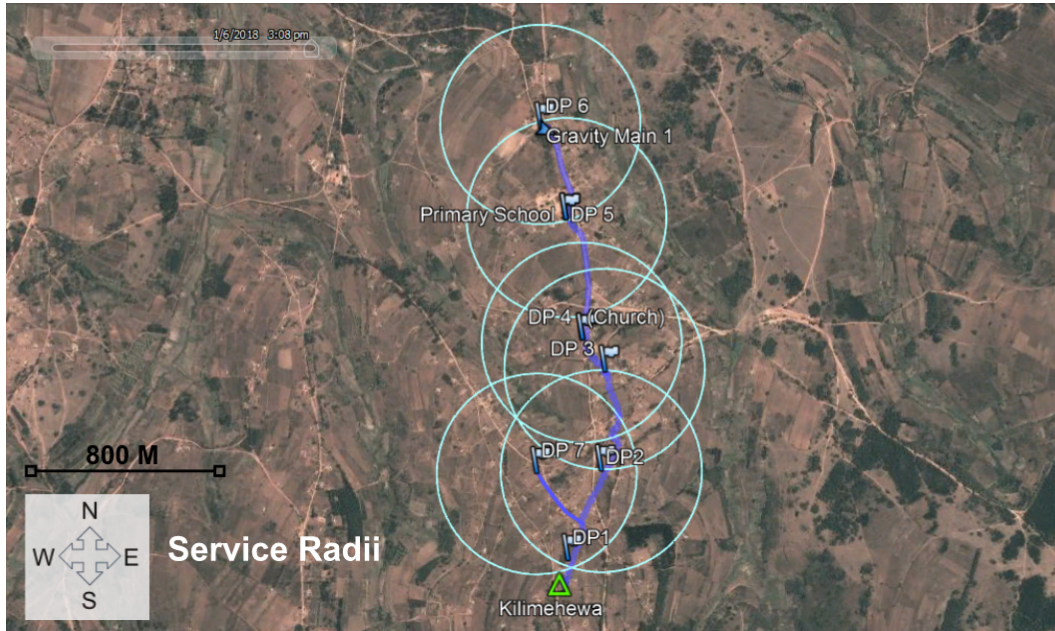 1/6/2018 3:08 pm
DP 6
Gravity Main 1
Primary School DP 5
DP 4 (Church)
DP 3
DP 7
DP2
800 M
N
W E
S
Service Radii
DP1
Kilimehewa